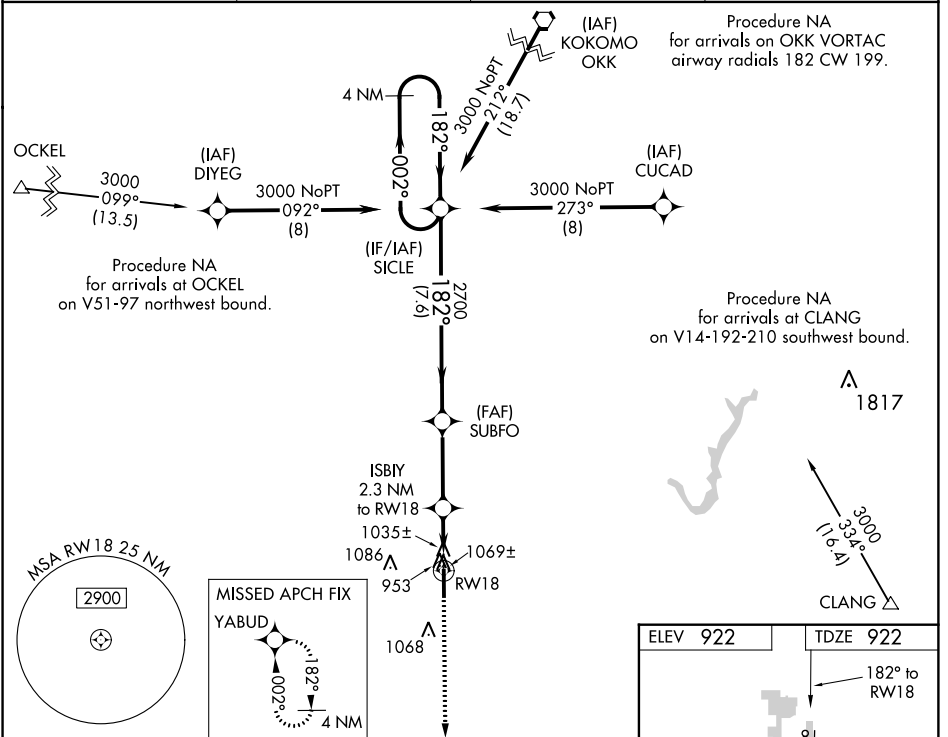 (IAF)
KOKOMO
OKK
Procedure NA
for arrivals on OKK VORTAC
airway radials 182 CW 199.
4 NM
182°
002°
3000 NoPT
212°
(18.7)
OCKEL
3000
099°
(13.5)
(IAF)
DIYEG
3000 NoPT
092°
(8)
(IAF)
CUCAD
3000 NoPT
273°
(8)
(IF/IAF)
SICLE
Procedure NA
for arrivals at OCKEL
on V51-97 northwest bound.
2700
182°
(7.6)
Procedure NA
for arrivals at CLANG
on V14-192-210 southwest bound.
1817
(FAF)
SUBFO
ISBIY
2.3 NM
to RW18
1035±
1086
1069±
953
RW18
1068
3000
334°
(16.4)
CLANG
MSA RW18 25 NM
2900
MISSED APCH FIX
YABUD
182°
002°
4 NM
ELEV 922
TDZE 922
182° to
RW18